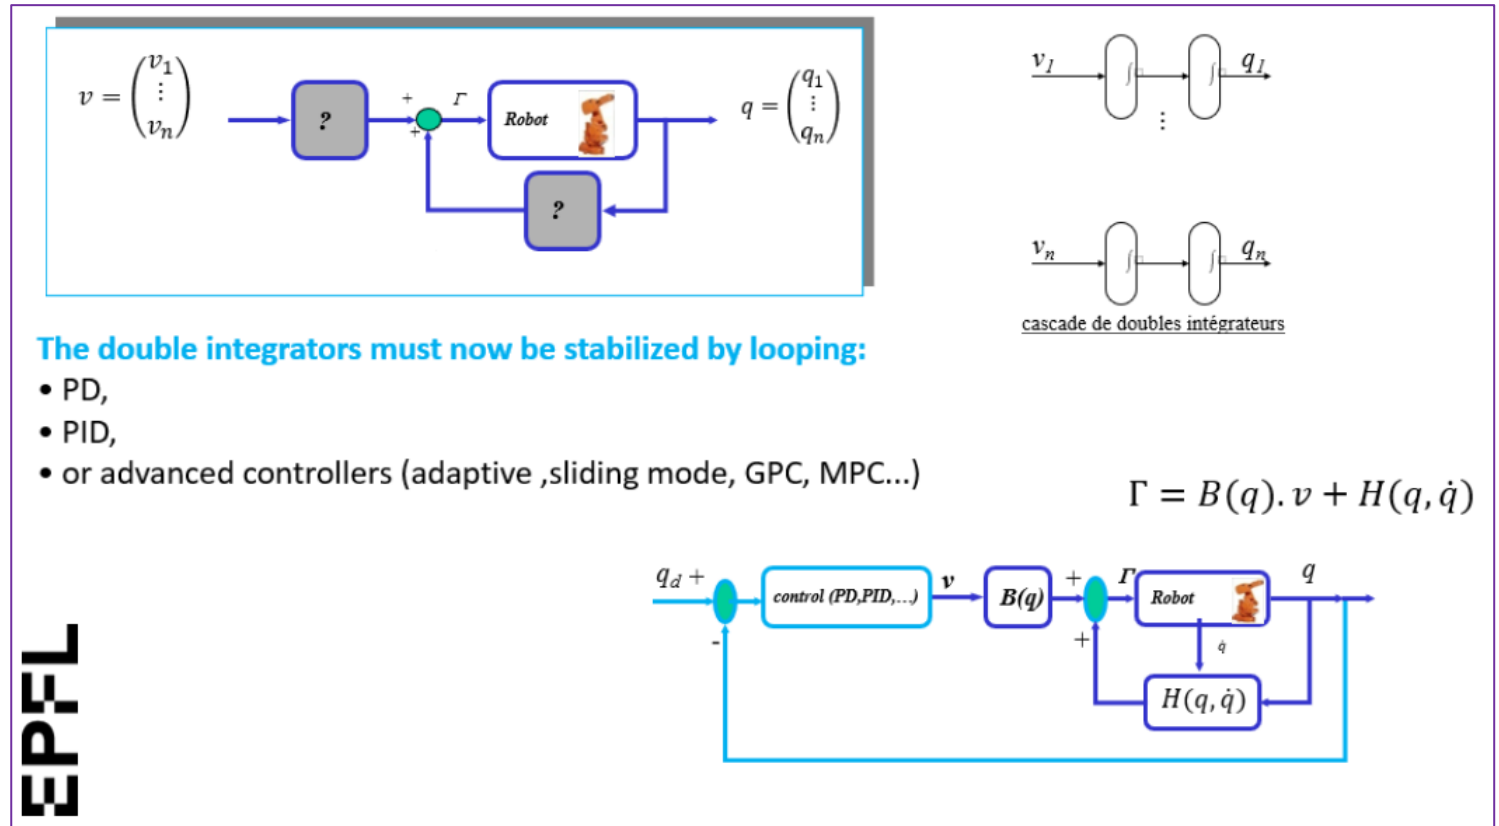 v = (v₁ ⋮ vₙ)
?
+
+
Γ
Robot
?
q = (q₁ ⋮ qₙ)
v₁ ∫ ∫ q₁
⋮
vₙ ∫ ∫ qₙ
cascade de doubles intégrateurs
The double integrators must now be stabilized by looping:
• PD,
• PID,
• or advanced controllers (adaptive ,sliding mode, GPC, MPC...)
Γ = B(q). v + H(q, q̇)
q_d +
-
control (PD,PID,...)
v
B(q)
+
+
Γ
Robot
q
q̇
H(q, q̇)
EPFL